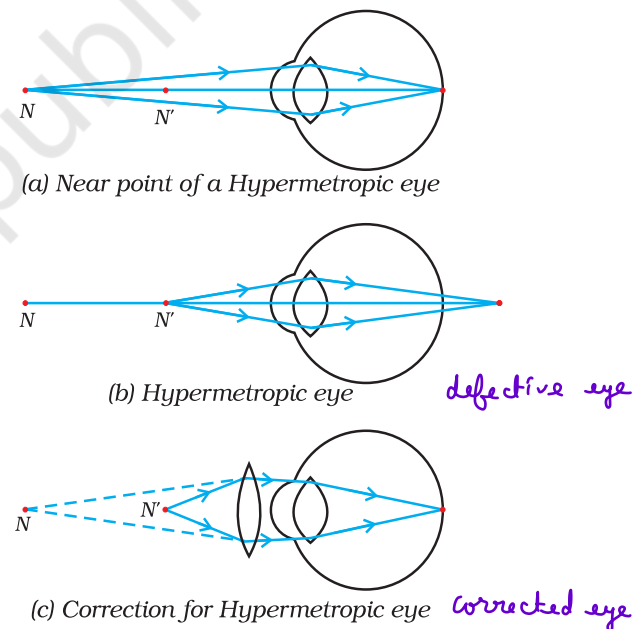 N
N'
(a) Near point of a Hypermetropic eye
N
N'
(b) Hypermetropic eye defective eye
N
N'
(c) Correction for Hypermetropic eye corrected eye